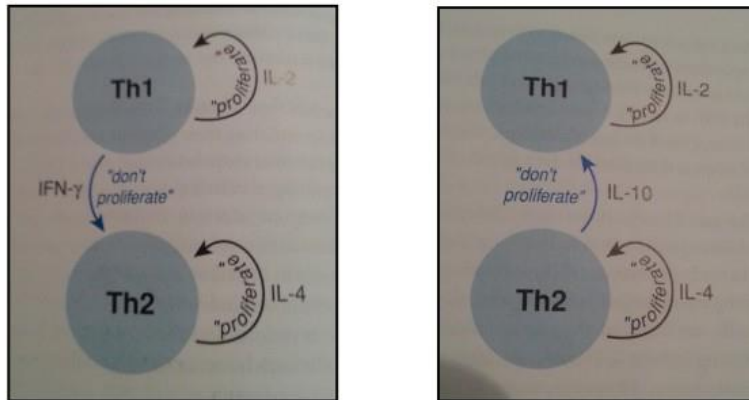 Th1
"proliferate"
IL-2
IFN-γ
"don't
proliferate"
Th2
"proliferate"
IL-4
Th1
"proliferate"
IL-2
"don't
proliferate"
IL-10
Th2
"proliferate"
IL-4